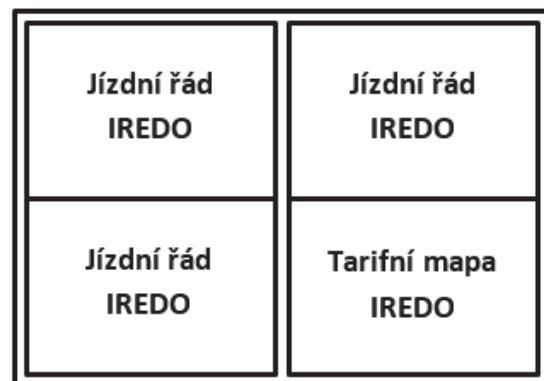 Jízdní řád
IREDO
Jízdní řád
IREDO
Jízdní řád
IREDO
Tarifní mapa
IREDO